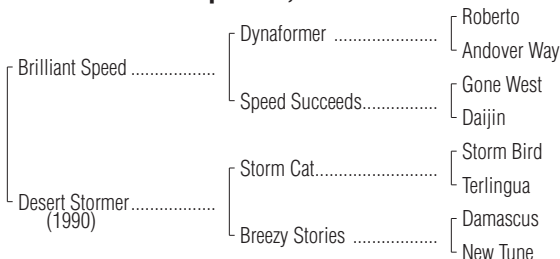 Roberto
Dynaformer ..................
Andover Way
Brilliant Speed ..................
Gone West
Speed Succeeds.................
Daijin
Storm Bird
Storm Cat............................
Terlingua
Desert Stormer..................
(1990)
Damascus
Breezy Stories ..................
New Tune